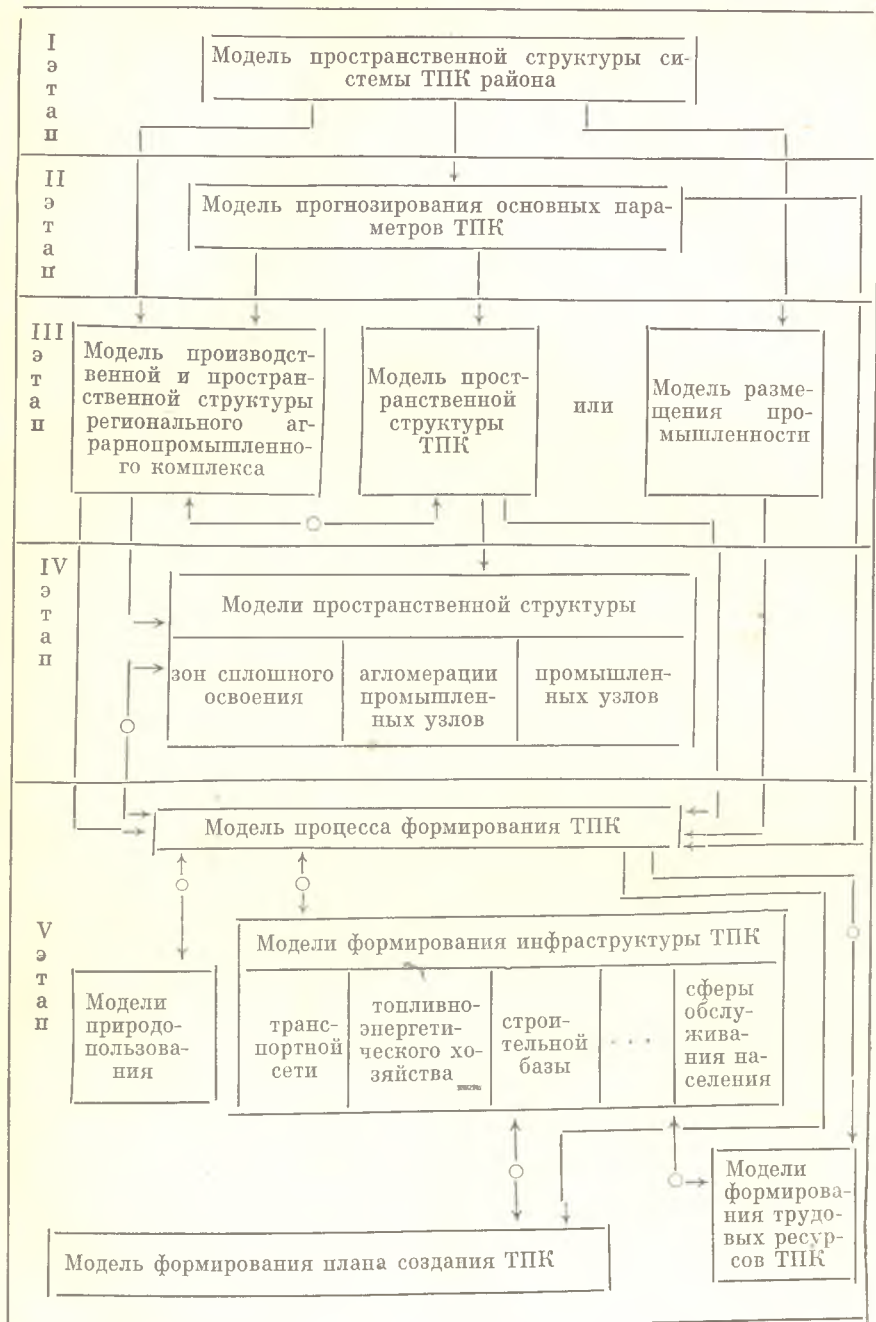 I
э
т
а
п
Модель пространственной структуры си-
стемы ТПК района
II
э
т
а
п
Модель прогнозирования основных пара-
метров ТПК
III
э
т
а
п
Модель производст-
венной и простран-
ственной структуры
регионального аг-
рарнопромышленно-
го комплекса
Модель прост-
ранственной
структуры
ТПК
или
Модель разме-
щения про-
мышленности
IV
э
т
а
п
Модели пространственной структуры
зон сплошного
освоения
агломерации
промышлен-
ных узлов
промышлен-
ных узлов
Модель процесса формирования ТПК
V
э
т
а
п
Модели
природо-
пользова-
ния
Модели формирования инфраструктуры ТПК
транс-
портной
сети
топливно-
энергети-
ческого хо-
зяйства
строи-
тельной
базы
. . .
сферы
обслу-
жива-
ния на-
селения
Модели
формирова-
ния трудо-
вых ресур-
сов ТПК
Модель формирования плана создания ТПК